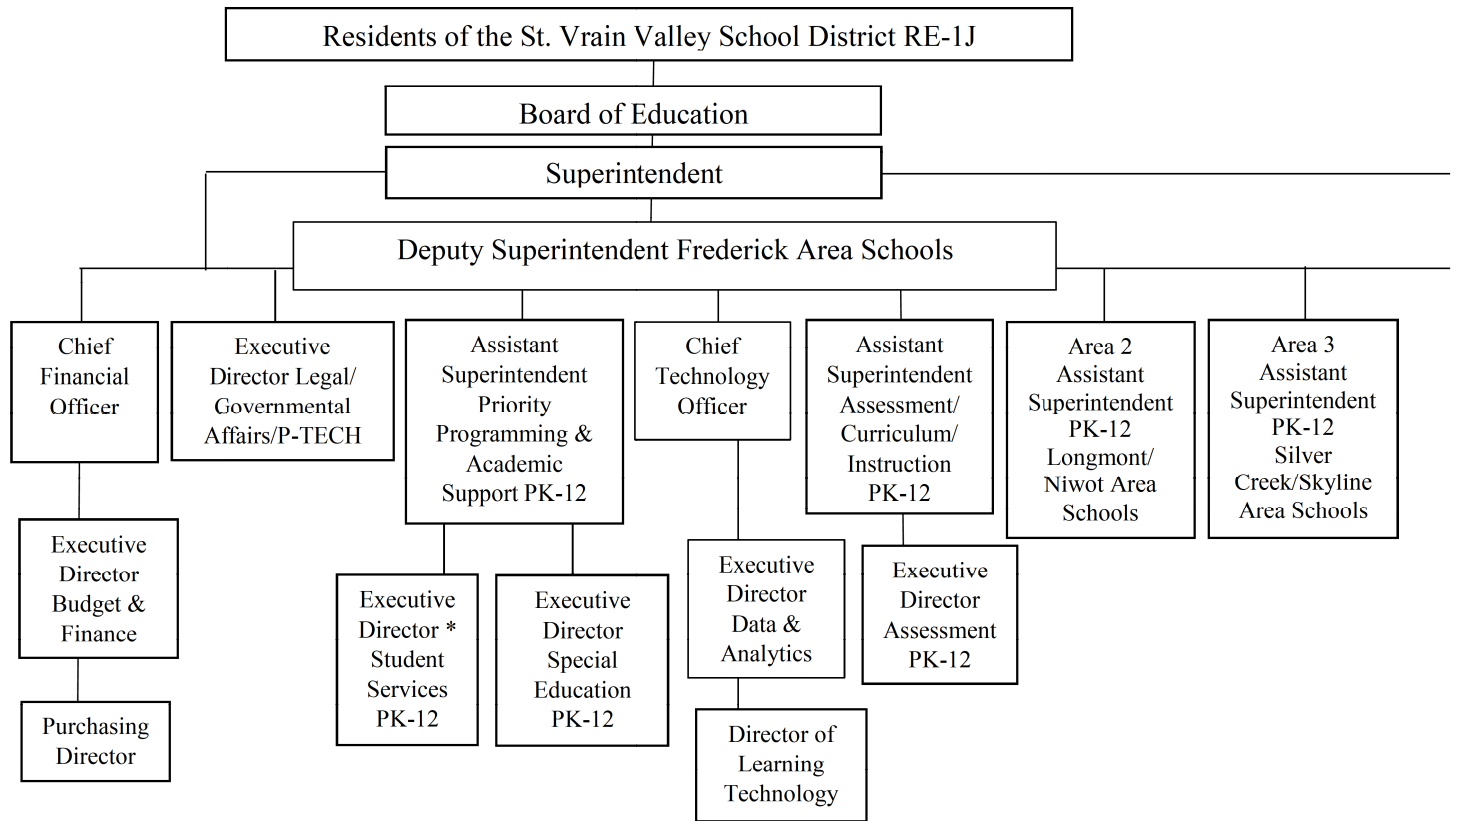 Residents of the St. Vrain Valley School District RE-1J
Board of Education
Superintendent
Deputy Superintendent Frederick Area Schools
Chief
Financial
Officer
Executive
Director Legal/
Governmental
Affairs/P-TECH
Assistant
Superintendent
Priority
Programming &
Academic
Support PK-12
Chief
Technology
Officer
Assistant
Superintendent
Assessment/
Curriculum/
Instruction
PK-12
Area 2
Assistant
Superintendent
PK-12
Longmont/
Niwot Area
Schools
Area 3
Assistant
Superintendent
PK-12
Silver
Creek/Skyline
Area Schools
Executive
Director
Budget &
Finance
Executive
Director *
Student
Services
PK-12
Executive
Director
Special
Education
PK-12
Executive
Director
Data &
Analytics
Executive
Director
Assessment
PK-12
Purchasing
Director
Director of
Learning
Technology